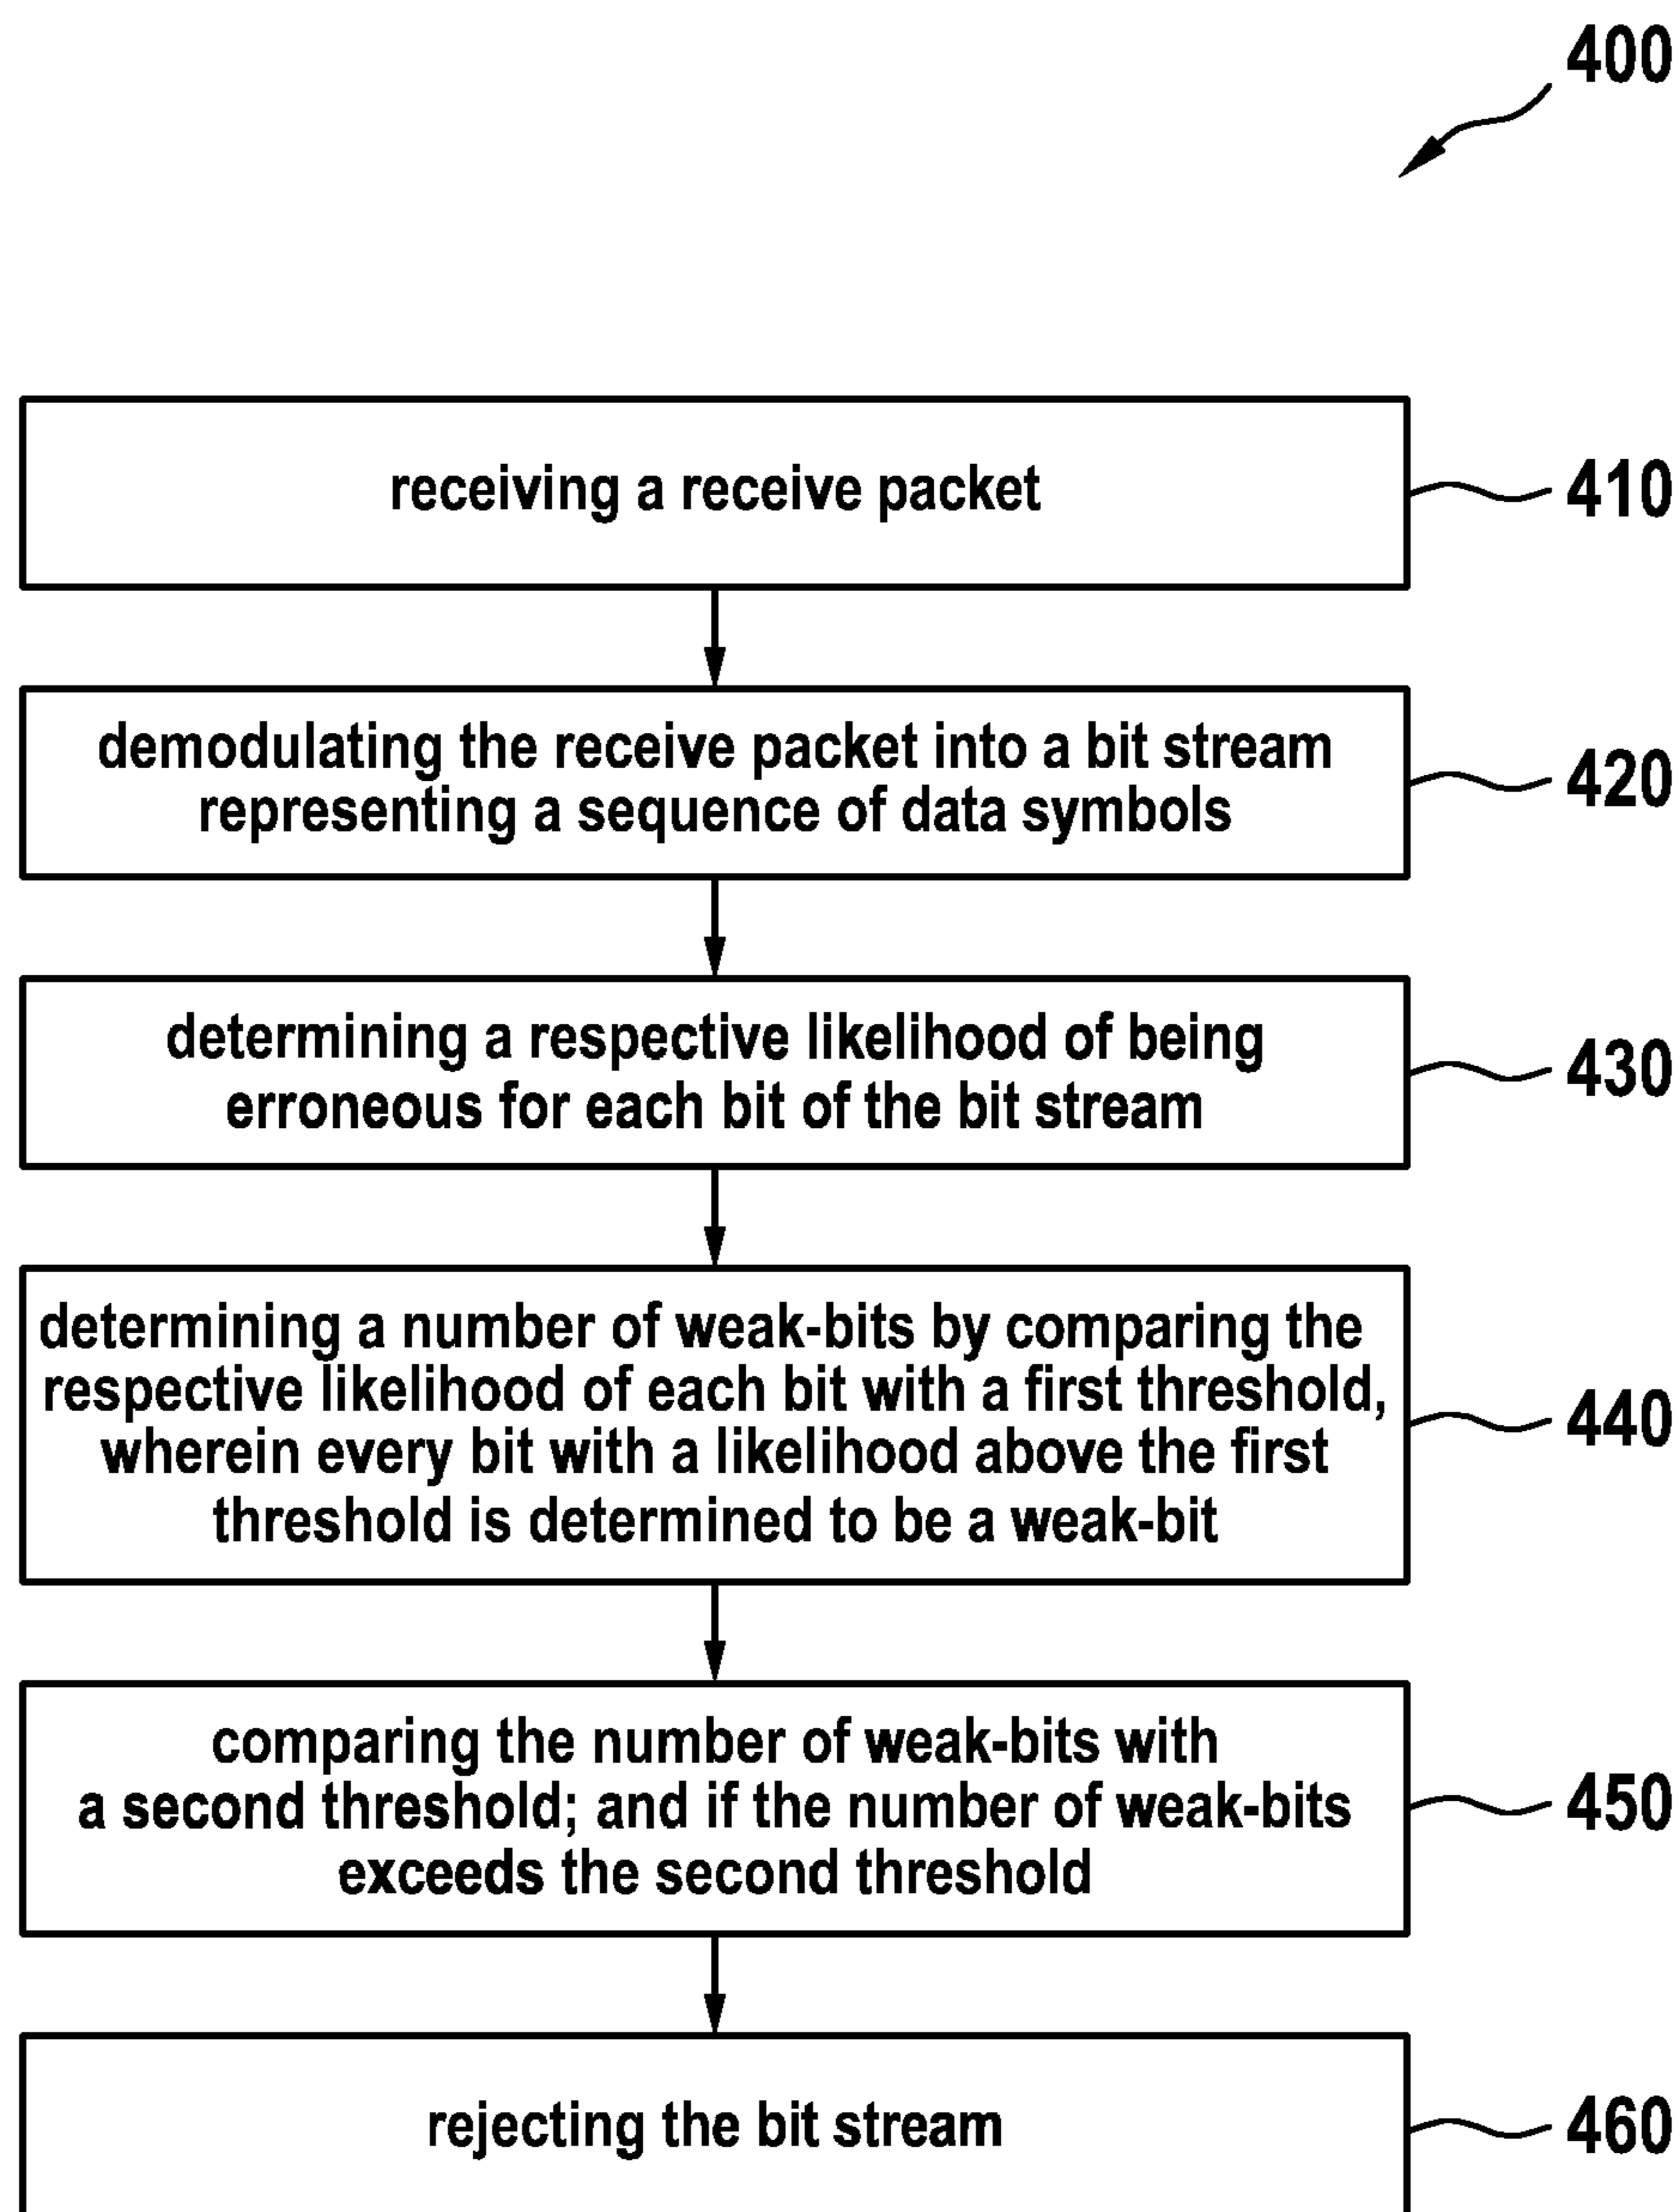 400
receiving a receive packet
410
demodulating the receive packet into a bit stream
representing a sequence of data symbols
420
determining a respective likelihood of being
erroneous for each bit of the bit stream
430
determining a number of weak-bits by comparing the
respective likelihood of each bit with a first threshold,
wherein every bit with a likelihood above the first
threshold is determined to be a weak-bit
440
comparing the number of weak-bits with
a second threshold; and if the number of weak-bits
exceeds the second threshold
450
rejecting the bit stream
460